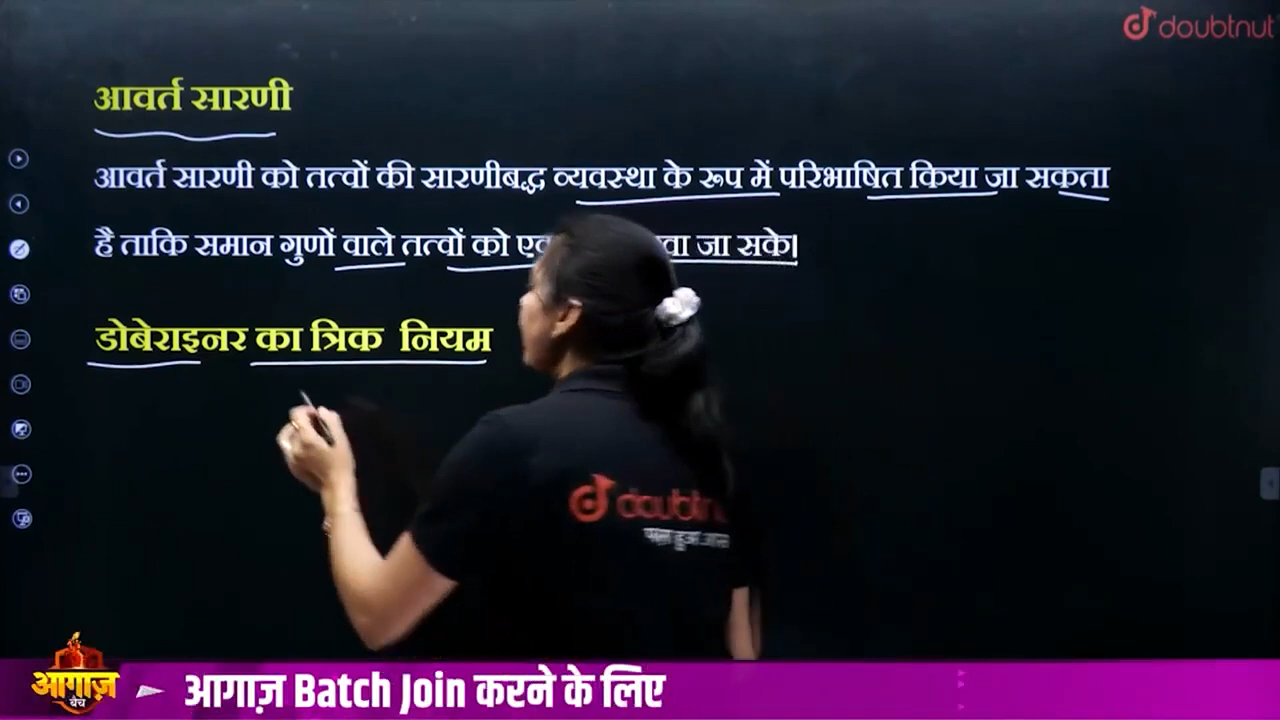 doubtnut
आवर्त सारणी
आवर्त सारणी को तत्वों की सारणीबद्ध व्यवस्था के रूप में परिभाषित किया जा सकता
है ताकि समान गुणों वाले तत्वों को जा सके।
डोबेराइनर का त्रिक नियम
doubtn
आगाज़
बैच
आगाज़ Batch Join करने के लिए